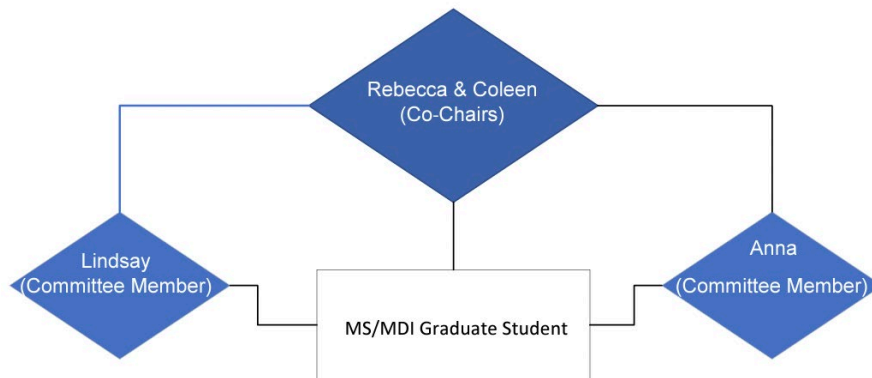 Rebecca & Coleen
(Co-Chairs)
Lindsay
(Committee Member)
Anna
(Committee Member)
MS/MDI Graduate Student